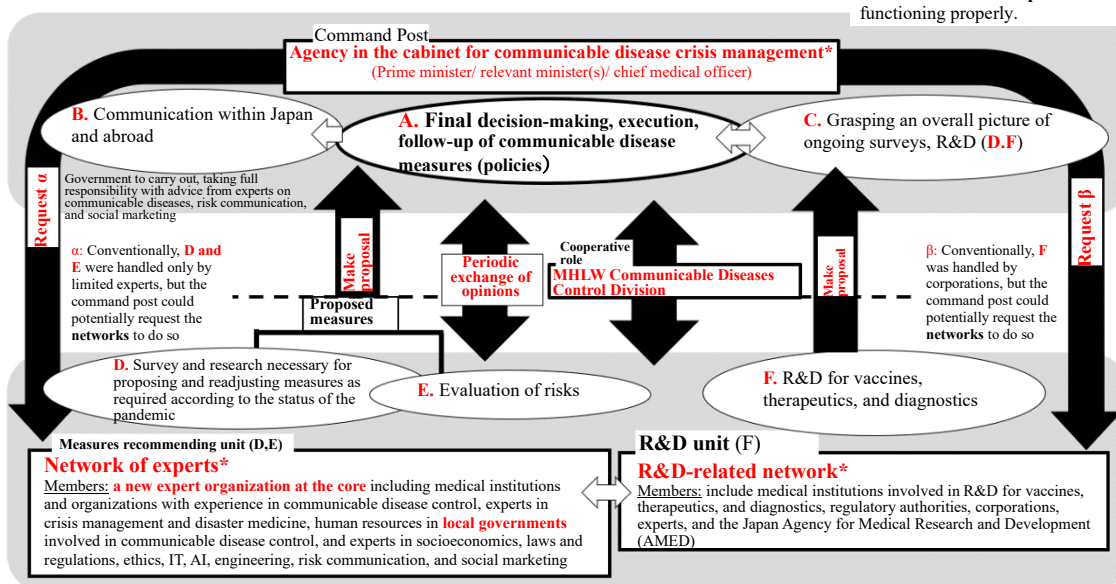 functioning properly.
Command Post
Agency in the cabinet for communicable disease crisis management*
(Prime minister/ relevant minister(s)/ chief medical officer)
B. Communication within Japan
and abroad
A. Final decision-making, execution,
follow-up of communicable disease
measures (policies)
C. Grasping an overall picture of
ongoing surveys, R&D (D.F)
Request α
Government to carry out, taking full
responsibility with advice from experts on
communicable diseases, risk communication,
and social marketing
Request β
α: Conventionally, D and
E were handled only by
limited experts, but the
command post could
potentially request the
networks to do so
Make
proposal
Proposed
measures
Periodic
exchange of
opinions
Cooperative
role
MHLW Communicable Diseases
Control Division
Make
proposal
β: Conventionally, F
was handled by
corporations, but the
command post could
potentially request the
networks to do so
D. Survey and research necessary for
proposing and readjusting measures as
required according to the status of the
pandemic
E. Evaluation of risks
F. R&D for vaccines,
therapeutics, and diagnostics
Measures recommending unit (D,E)
Network of experts*
Members: a new expert organization at the core including medical institutions
and organizations with experience in communicable disease control, experts in
crisis management and disaster medicine, human resources in local governments
involved in communicable disease control, and experts in socioeconomics, laws and
regulations, ethics, IT, AI, engineering, risk communication, and social marketing
R&D unit (F)
R&D-related network*
Members: include medical institutions involved in R&D for vaccines,
therapeutics, and diagnostics, regulatory authorities, corporations,
experts, and the Japan Agency for Medical Research and Development
(AMED)